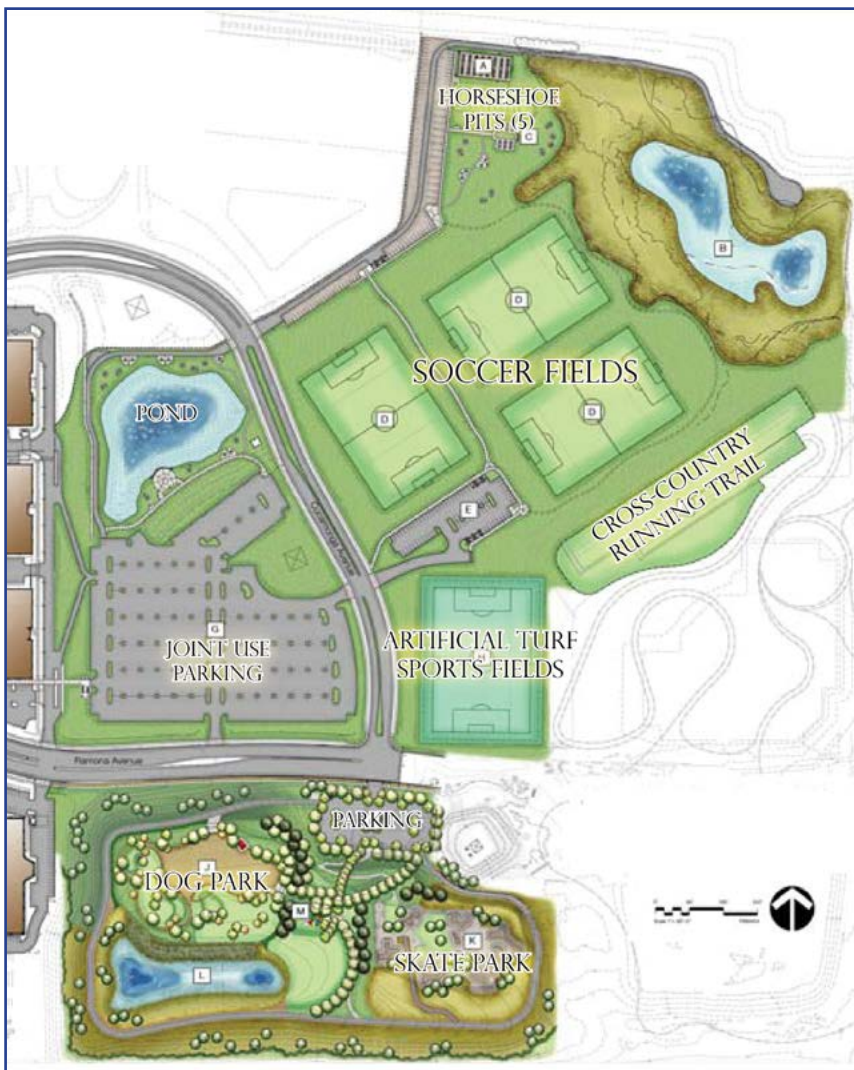 A
HORSESHOE
PITS (5)
C
B
D
SOCCER FIELDS
D
D
POND
E
CROSS-COUNTRY
RUNNING TRAIL
G
JOINT USE
PARKING
ARTIFICIAL TURF
SPORTS FIELDS
H
Ramona Avenue
PARKING
J
DOG PARK
M
K
SKATE PARK
L